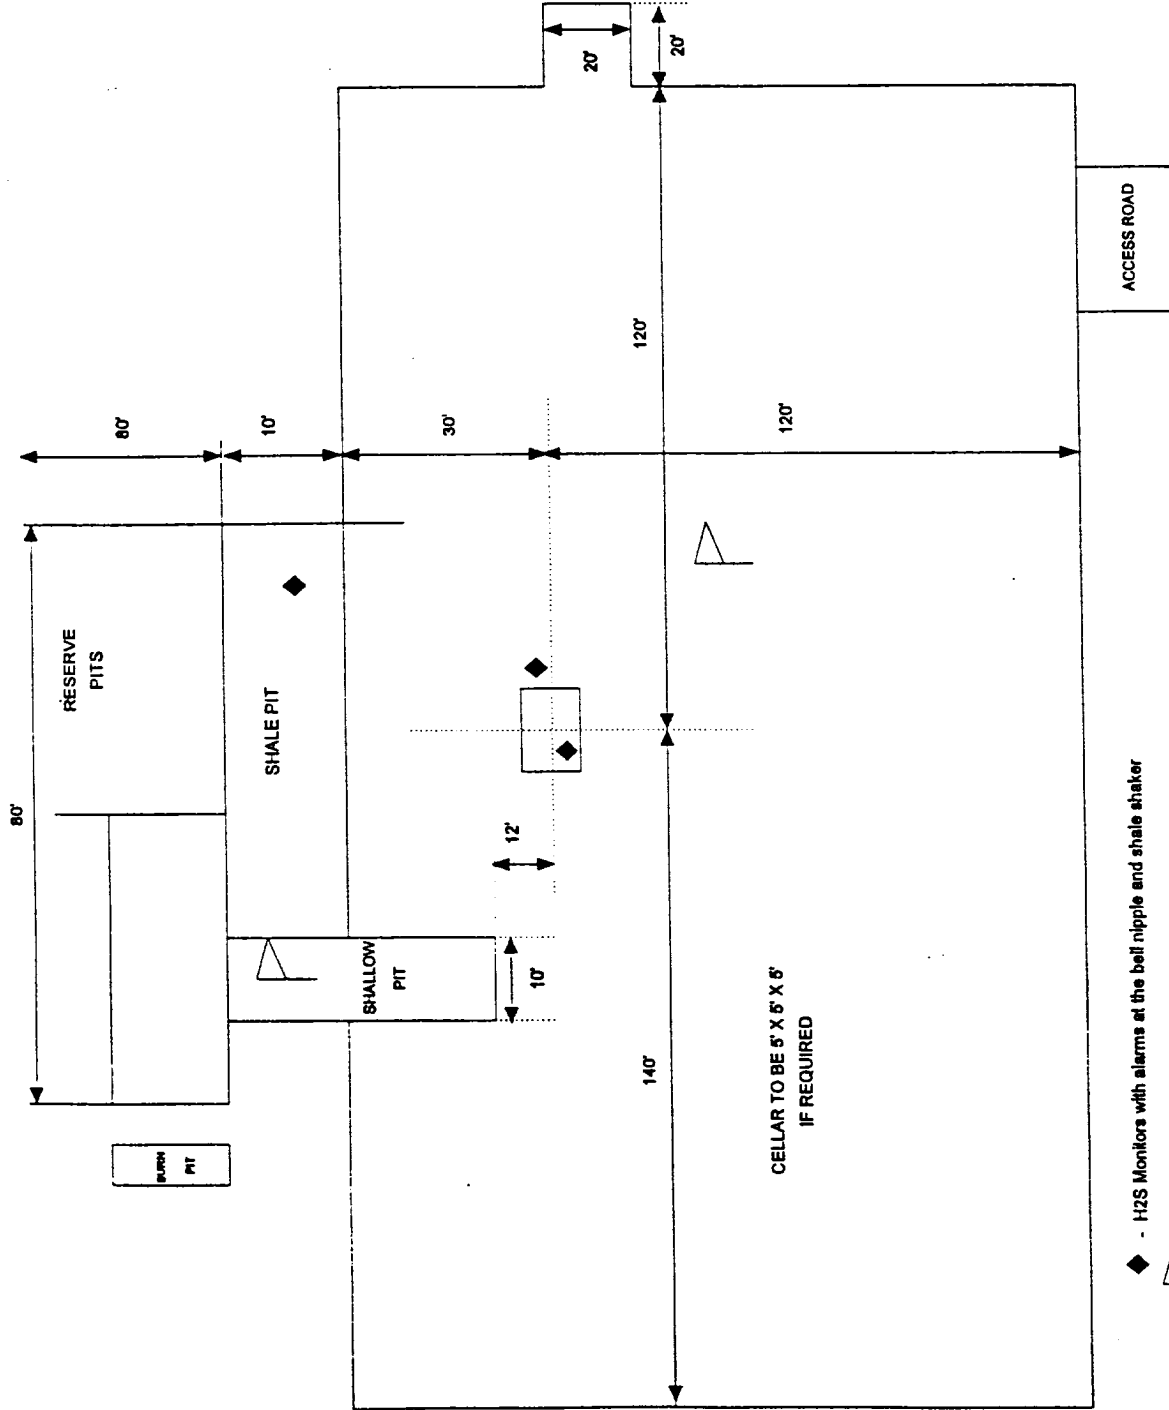 80'
RESERVE
PITS
80'
BURN
PIT
SHALE PIT
10'
SHALLOW
PIT
30'
12'
10'
20'
20'
120'
140'
120'
CELLAR TO BE 5' X 5' X 5'
IF REQUIRED
ACCESS ROAD
- H2S Monitors with alarms at the bell nipple and shale shaker